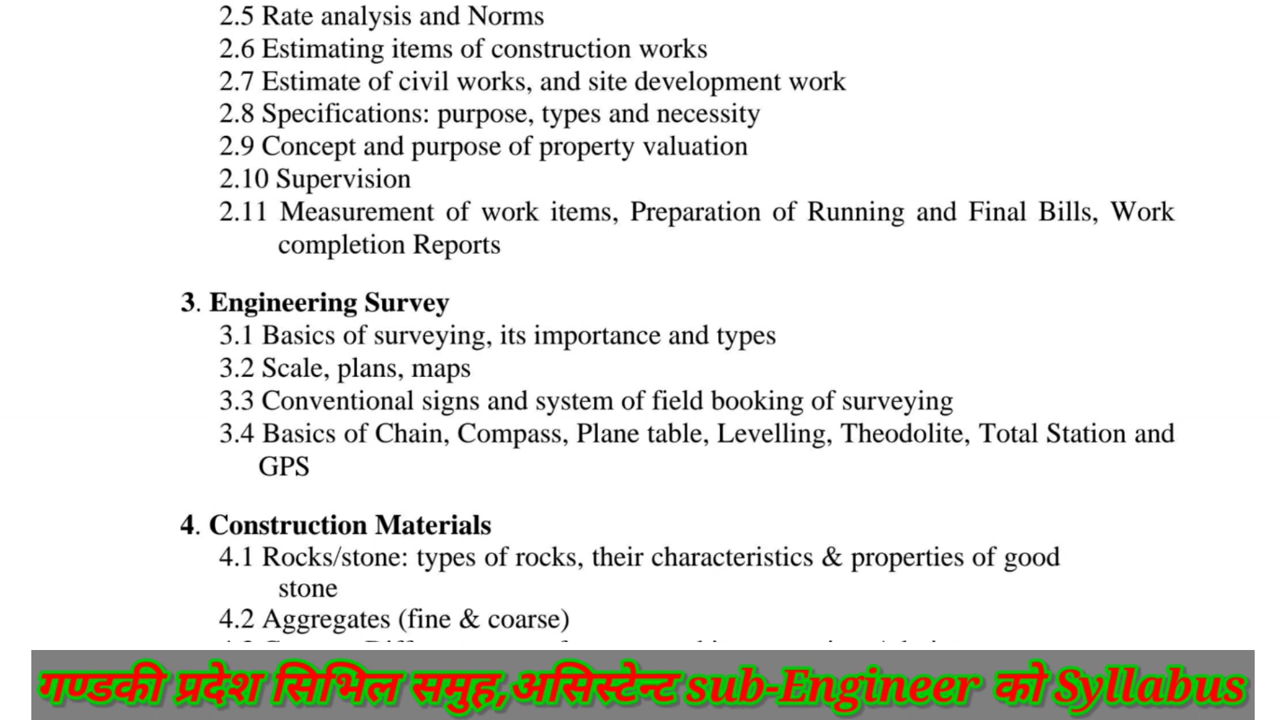 2.5 Rate analysis and Norms
2.6 Estimating items of construction works
2.7 Estimate of civil works, and site development work
2.8 Specifications: purpose, types and necessity
2.9 Concept and purpose of property valuation
2.10 Supervision
2.11 Measurement of work items, Preparation of Running and Final Bills, Work
completion Reports
3. Engineering Survey
3.1 Basics of surveying, its importance and types
3.2 Scale, plans, maps
3.3 Conventional signs and system of field booking of surveying
3.4 Basics of Chain, Compass, Plane table, Levelling, Theodolite, Total Station and
GPS
4. Construction Materials
4.1 Rocks/stone: types of rocks, their characteristics & properties of good
stone
4.2 Aggregates (fine & coarse)
गण्डकी प्रदेश सिभिल समुह,असिस्टेन्ट sub-Engineer को Syllabus